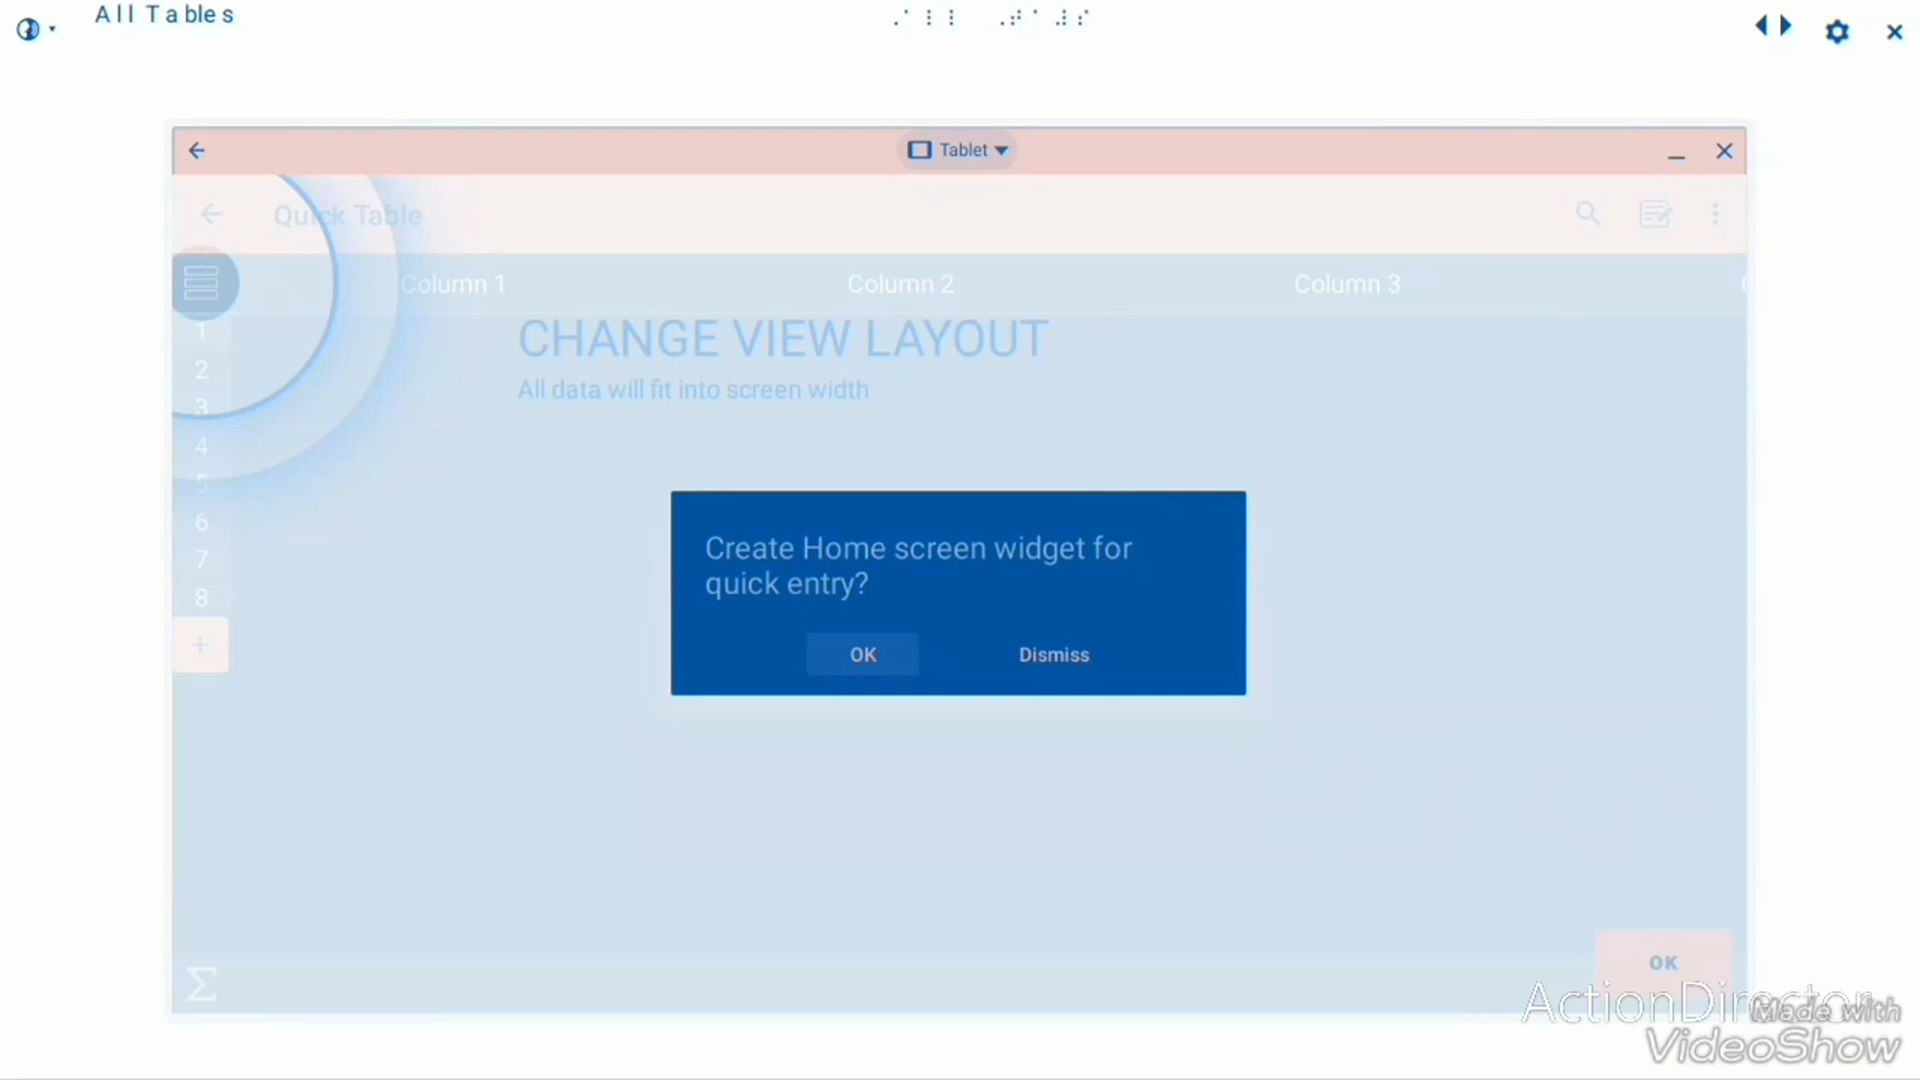 All Tables
⠠⠁⠇⠇ ⠠⠞⠁⠼⠎
Tablet
Quick Table
Column 1
Column 2
Column 3
CHANGE VIEW LAYOUT
All data will fit into screen width
1
2
3
4
5
6
7
8
+
Create Home screen widget for
quick entry?
OK
Dismiss
Σ
OK
ActionDirector
Made with
VideoShow